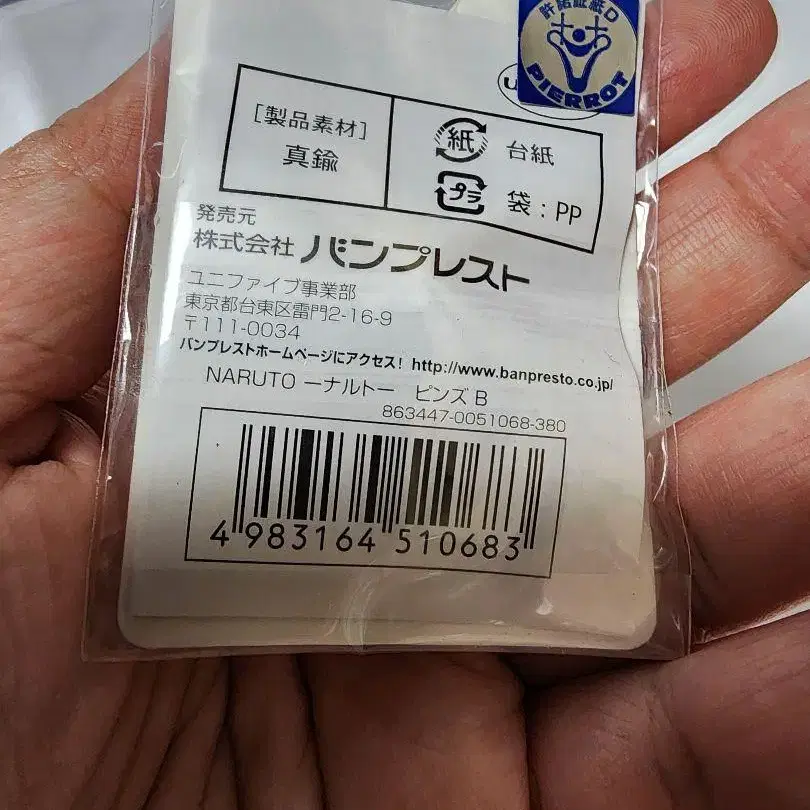 許諾証紙D
PIERROT
[製品素材]
真鍮
紙 台紙
プラ 袋:PP
発売元
株式会社 バンプレスト
ユニファイブ事業部
東京都台東区雷門2-16-9
〒111-0034
バンプレストホームページにアクセス! http://www.banpresto.co.jp/
NARUTO ーナルトー ピンズ B
863447-0051068-380
4 983164 510683